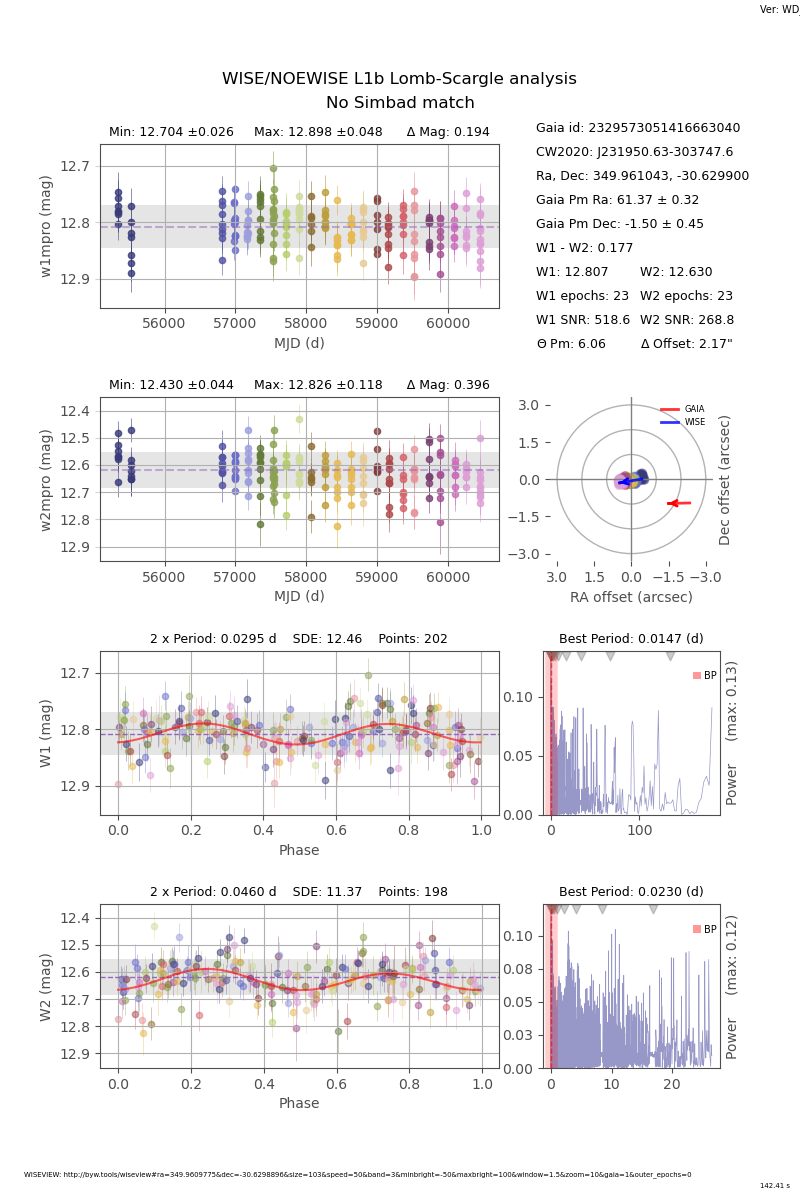 Ver: WD_
WISE/NOEWISE L1b Lomb-Scargle analysis
No Simbad match
Min: 12.704 ±0.026 Max: 12.898 ±0.048 Δ Mag: 0.194
w1mpro (mag)
12.7
12.8
12.9
56000 57000 58000 59000 60000
MJD (d)
Gaia id: 2329573051416663040
CW2020: J231950.63-303747.6
Ra, Dec: 349.961043, -30.629900
Gaia Pm Ra: 61.37 ± 0.32
Gaia Pm Dec: -1.50 ± 0.45
W1 - W2: 0.177
W1: 12.807 W2: 12.630
W1 epochs: 23 W2 epochs: 23
W1 SNR: 518.6 W2 SNR: 268.8
Θ Pm: 6.06 Δ Offset: 2.17"
Min: 12.430 ±0.044 Max: 12.826 ±0.118 Δ Mag: 0.396
w2mpro (mag)
12.4
12.5
12.6
12.7
12.8
12.9
56000 57000 58000 59000 60000
MJD (d)
GAIA
WISE
3.0
1.5
0.0
−1.5
−3.0
Dec offset (arcsec)
3.0 1.5 0.0 −1.5 −3.0
RA offset (arcsec)
2 x Period: 0.0295 d SDE: 12.46 Points: 202
W1 (mag)
12.7
12.8
12.9
0.0 0.2 0.4 0.6 0.8 1.0
Phase
Best Period: 0.0147 (d)
BP
0.10
0.05
0.00
Power (max: 0.13)
0 100
2 x Period: 0.0460 d SDE: 11.37 Points: 198
W2 (mag)
12.4
12.5
12.6
12.7
12.8
12.9
0.0 0.2 0.4 0.6 0.8 1.0
Phase
Best Period: 0.0230 (d)
BP
0.10
0.08
0.05
0.03
0.00
Power (max: 0.12)
0 10 20
WISEVIEW: http://byw.tools/wiseview#ra=349.9609775&dec=-30.6298896&size=103&speed=50&band=3&minbright=-50&maxbright=100&window=1.5&zoom=10&gaia=1&outer_epochs=0
142.41 s